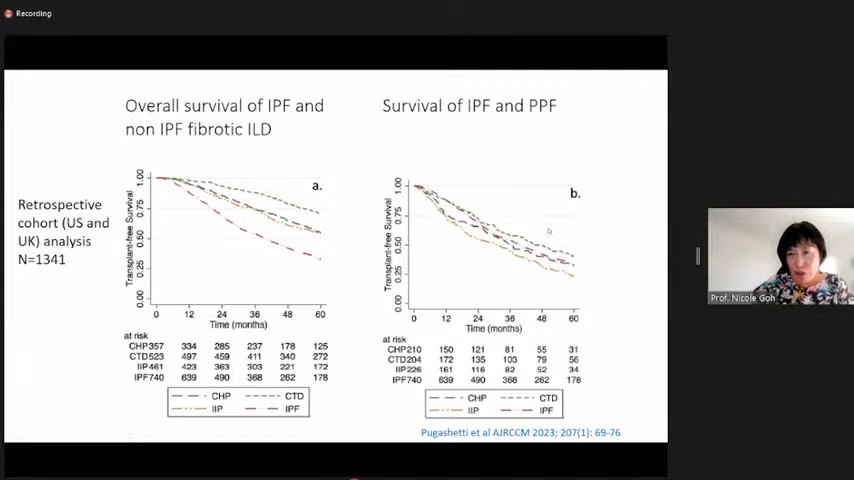 Recording
Overall survival of IPF and
non IPF fibrotic ILD
Survival of IPF and PPF
Retrospective
cohort (US and
UK) analysis
N=1341
a.
Transplant-free Survival
1.00
0.75
0.50
0.25
0.00
0 12 24 36 48 60
Time (months)
at risk
CHP357 334 285 237 178 125
CTD523 497 459 411 340 272
IIP461 423 363 303 221 172
IPF740 639 490 368 262 178
CHP CTD
IIP IPF
b.
Transplant-free Survival
1.00
0.75
0.50
0.25
0.00
0 12 24 36 48 60
Time (months)
at risk
CHP210 150 121 81 55 31
CTD204 172 135 103 79 56
IIP226 161 116 82 52 34
IPF740 639 490 368 262 178
CHP CTD
IIP IPF
Pugashetti et al AJRCCM 2023; 207(1): 69-76
Prof. Nicole Goh